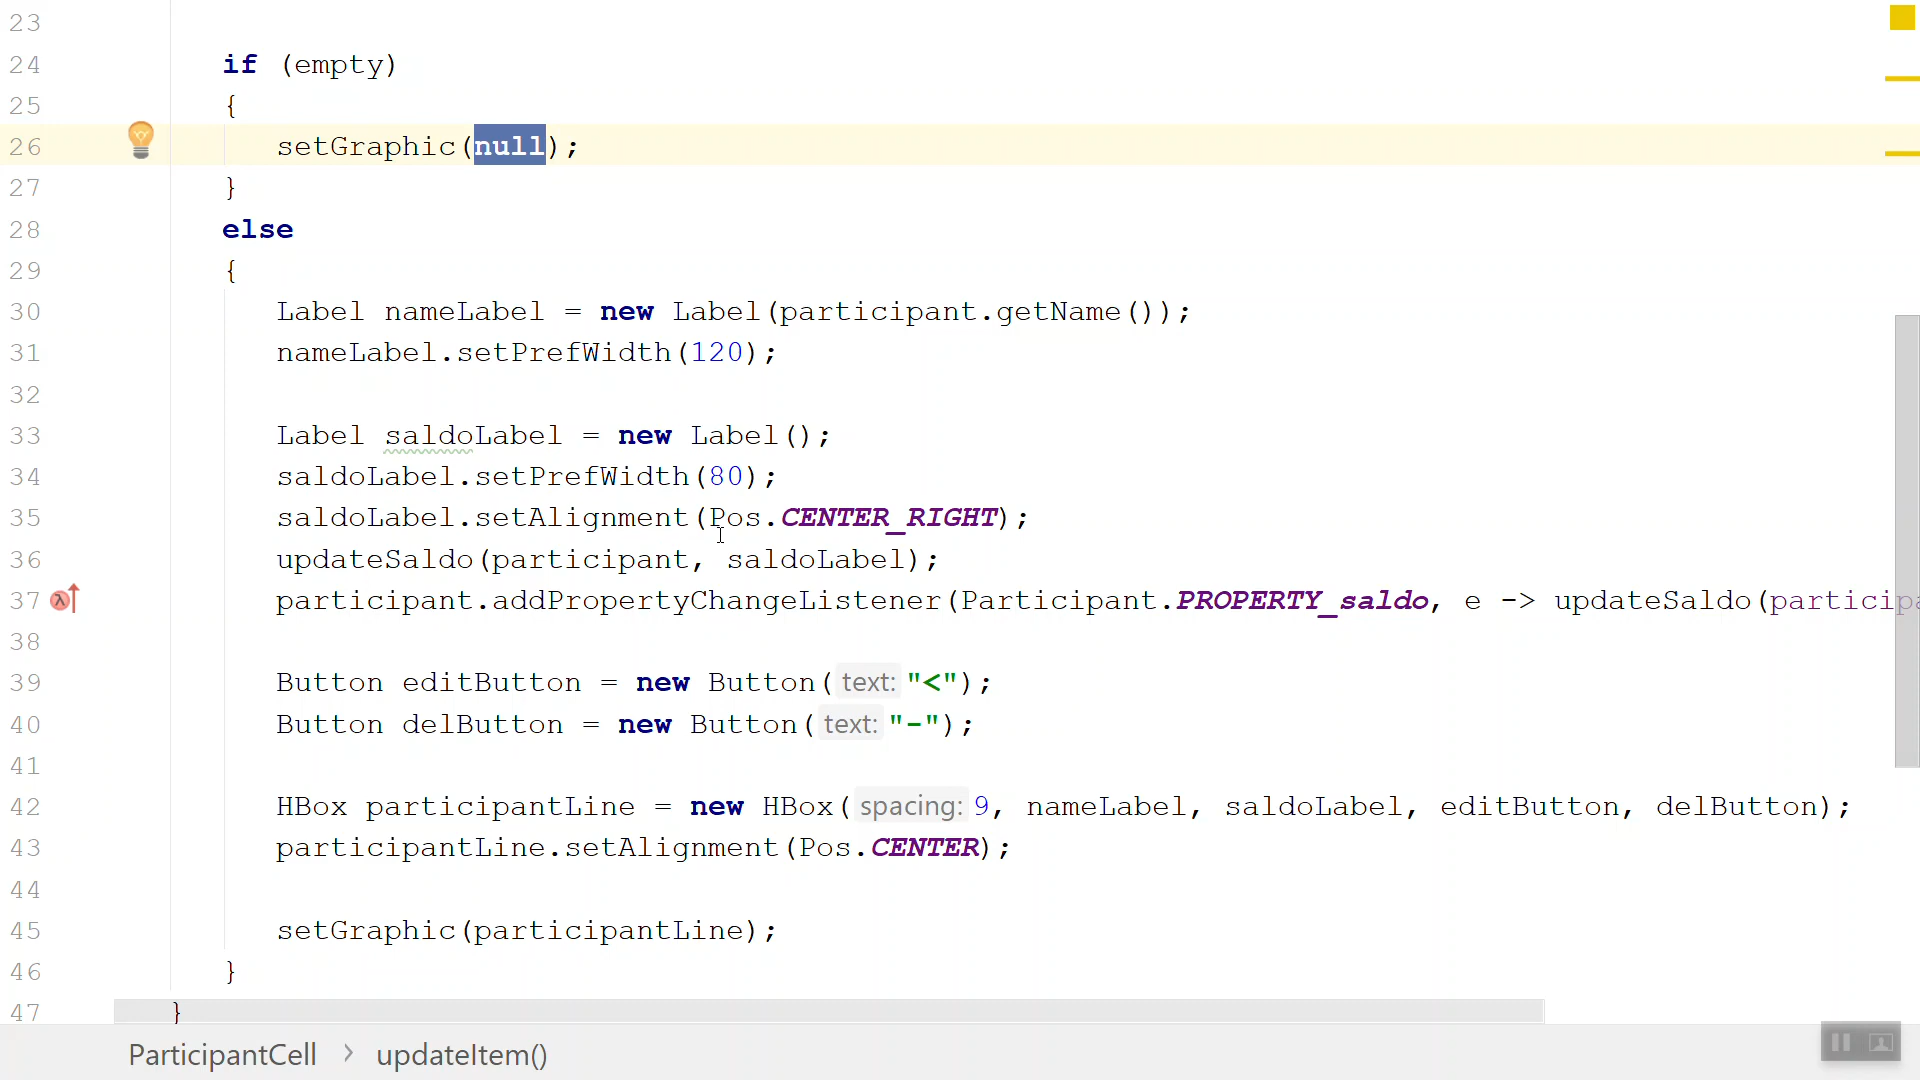 23
24 if (empty)
25 {
26 setGraphic(null);
27 }
28 else
29 {
30 Label nameLabel = new Label(participant.getName());
31 nameLabel.setPrefWidth(120);
32
33 Label saldoLabel = new Label();
34 saldoLabel.setPrefWidth(80);
35 saldoLabel.setAlignment(Pos.CENTER_RIGHT);
36 updateSaldo(participant, saldoLabel);
37 participant.addPropertyChangeListener(Participant.PROPERTY_saldo, e -> updateSaldo(participa
38
39 Button editButton = new Button( text: "<");
40 Button delButton = new Button( text: "-");
41
42 HBox participantLine = new HBox( spacing: 9, nameLabel, saldoLabel, editButton, delButton);
43 participantLine.setAlignment(Pos.CENTER);
44
45 setGraphic(participantLine);
46 }
47 }
ParticipantCell > updateItem()